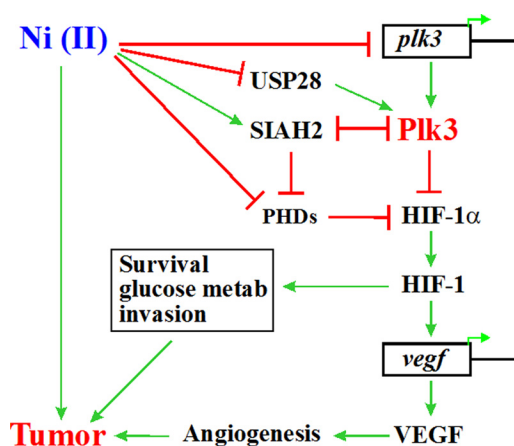 Ni (II)
plk3
USP28
SIAH2
Plk3
PHDs
HIF-1α
Survival
glucose metab
invasion
HIF-1
vegf
Tumor
Angiogenesis
VEGF